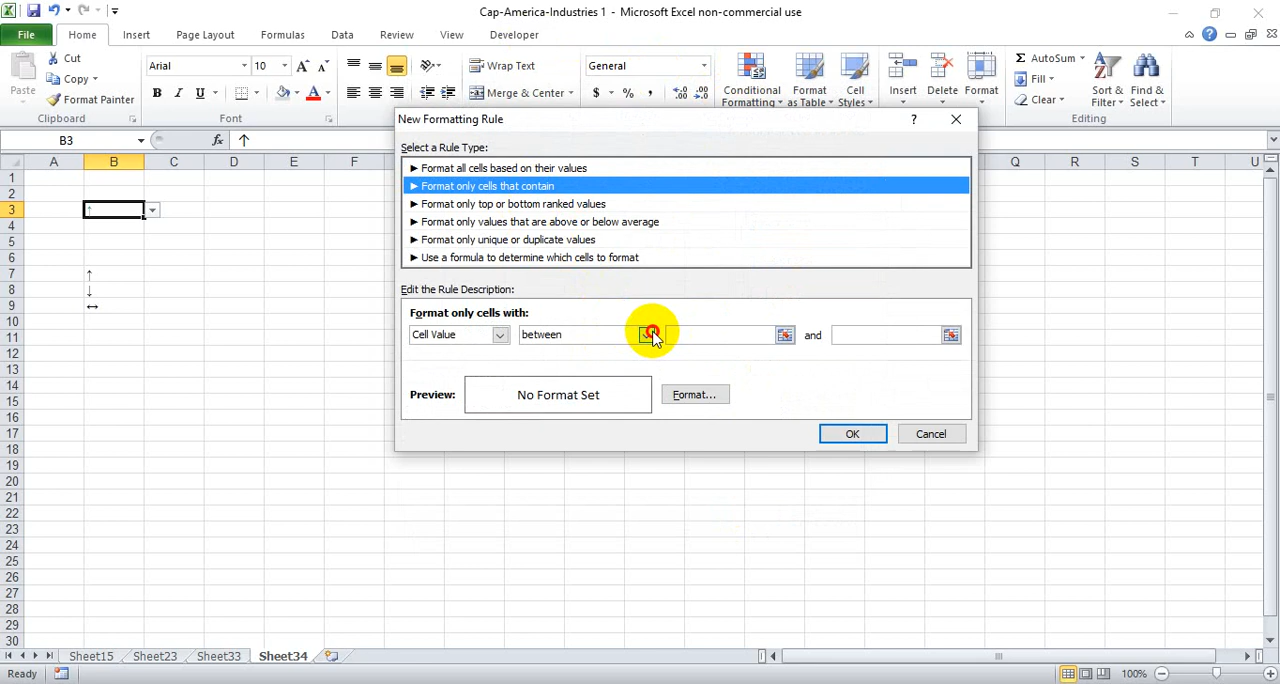 Cap-America-Industries 1 - Microsoft Excel non-commercial use
File Home Insert Page Layout Formulas Data Review View Developer
Paste
Cut
Copy
Format Painter
Clipboard
Arial 10
B I U A
Font
Wrap Text
Merge & Center
General
$ % ,
Conditional Formatting
Format as Table
Cell Styles
Insert
Delete
Format
Σ AutoSum
Fill
Clear
Sort & Filter
Find & Select
Editing
B3 fx ↑
A B C D E F Q R S T U
1
2
3 ↑
4
5
6
7 ↑
8 ↓
9 ↔
10
11
12
13
14
15
16
17
18
19
20
21
22
23
24
25
26
27
28
29
30
New Formatting Rule ?
Select a Rule Type:
► Format all cells based on their values
► Format only cells that contain
► Format only top or bottom ranked values
► Format only values that are above or below average
► Format only unique or duplicate values
► Use a formula to determine which cells to format
Edit the Rule Description:
Format only cells with:
Cell Value between and
Preview: No Format Set Format...
OK Cancel
Sheet15 Sheet23 Sheet33 Sheet34
Ready 100%